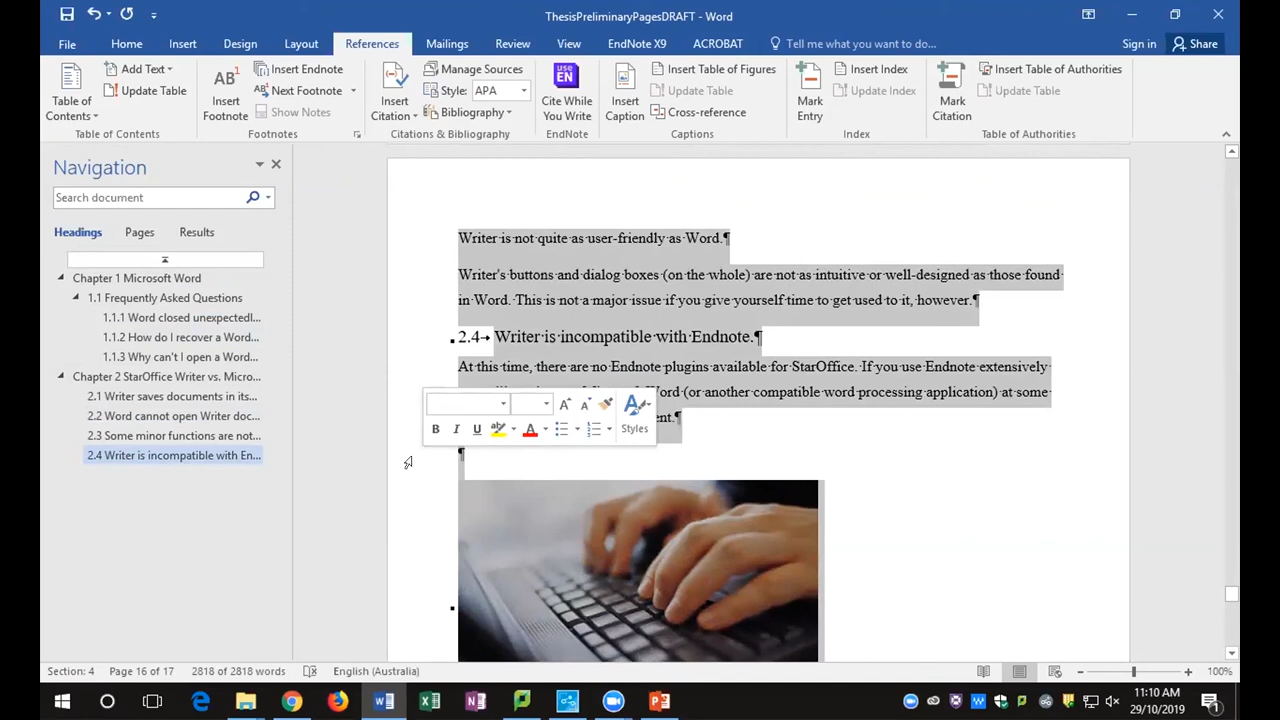 ThesisPreliminaryPagesDRAFT - Word
File Home Insert Design Layout References Mailings Review View EndNote X9 ACROBAT Tell me what you want to do... Sign in Share
Table of Contents
Add Text
Update Table
Table of Contents
AB1
Insert Footnote
Insert Endnote
Next Footnote
Show Notes
Footnotes
Insert Citation
Manage Sources
Style: APA
Bibliography
Citations & Bibliography
EN
Cite While You Write
EndNote
Insert Caption
Insert Table of Figures
Update Table
Cross-reference
Captions
Mark Entry
Insert Index
Update Index
Index
Mark Citation
Insert Table of Authorities
Update Table
Table of Authorities
Navigation
Search document
Headings Pages Results
Chapter 1 Microsoft Word
1.1 Frequently Asked Questions
1.1.1 Word closed unexpectedl...
1.1.2 How do I recover a Word...
1.1.3 Why can't I open a Word...
Chapter 2 StarOffice Writer vs. Micro...
2.1 Writer saves documents in its...
2.2 Word cannot open Writer doc...
2.3 Some minor functions are not...
2.4 Writer is incompatible with En...
Writer is not quite as user-friendly as Word.¶
Writer's buttons and dialog boxes (on the whole) are not as intuitive or well-designed as those found
in Word. This is not a major issue if you give yourself time to get used to it, however.¶
2.4→ Writer is incompatible with Endnote.¶
At this time, there are no Endnote plugins available for StarOffice. If you use Endnote extensively
Word (or another compatible word processing application) at some
¶
B I U Styles
Section: 4 Page 16 of 17 2818 of 2818 words English (Australia) 100%
11:10 AM
29/10/2019